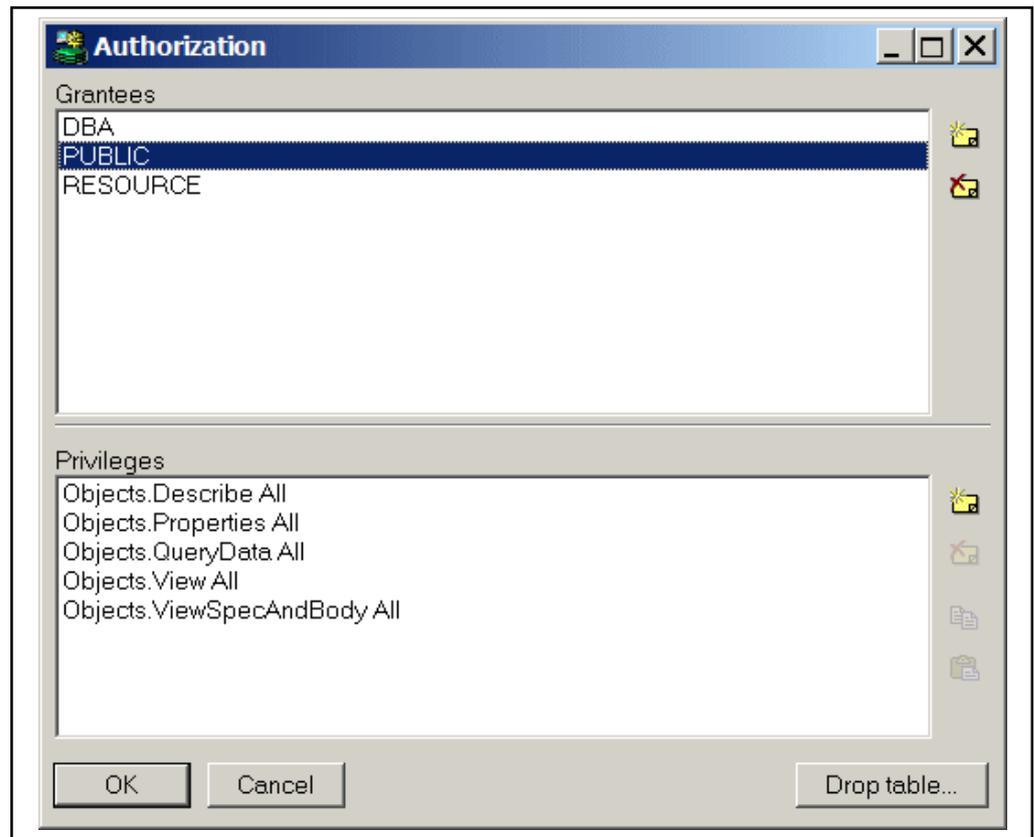 Authorization
Grantees
DBA
PUBLIC
RESOURCE
Privileges
Objects.Describe All
Objects.Properties All
Objects.QueryData All
Objects.View All
Objects.ViewSpecAndBody All
OK
Cancel
Drop table...